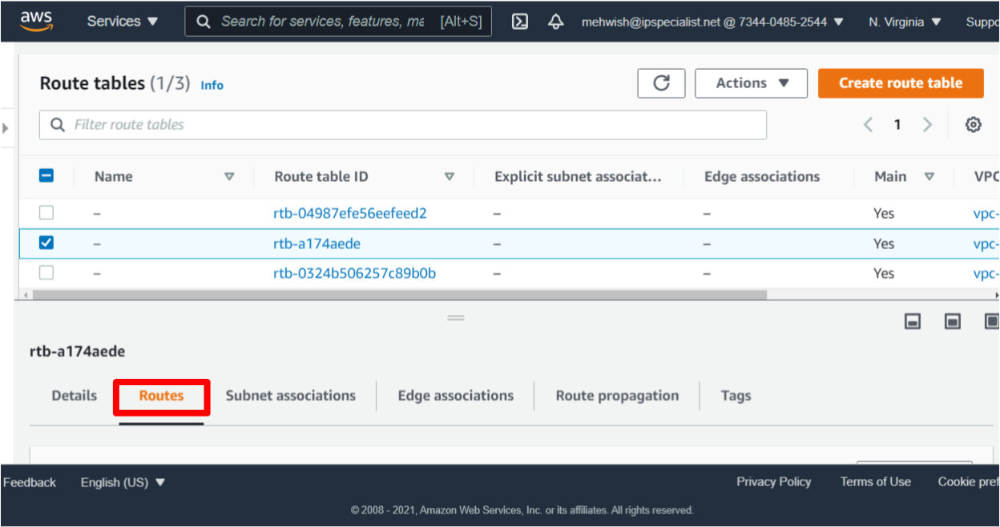 aws Services ▼ Search for services, features, ma [Alt+S] mehwish@ipspecialist.net @ 7344-0485-2544 ▼ N. Virginia ▼ Suppo
Route tables (1/3) Info Actions ▼ Create route table
Filter route tables 1
Name Route table ID Explicit subnet associat... Edge associations Main VPC
– rtb-04987efe56eefeed2 – – Yes vpc-
– rtb-a174aede – – Yes vpc-
– rtb-0324b506257c89b0b – – Yes vpc-
rtb-a174aede
Details Routes Subnet associations Edge associations Route propagation Tags
Feedback English (US) ▼ Privacy Policy Terms of Use Cookie pref
© 2008 - 2021, Amazon Web Services, Inc. or its affiliates. All rights reserved.